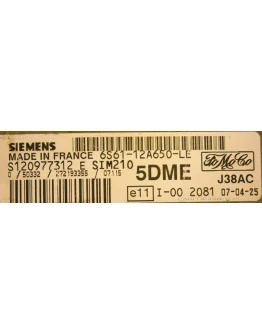 SIEMENS
MADE IN FRANCE 6S61-12A650-LE
S120977312 E SIM210
0 / 50332 / 272193355 / 07115
5DME
FoMoCo
J38AC
e11 I-00 2081 07-04-25